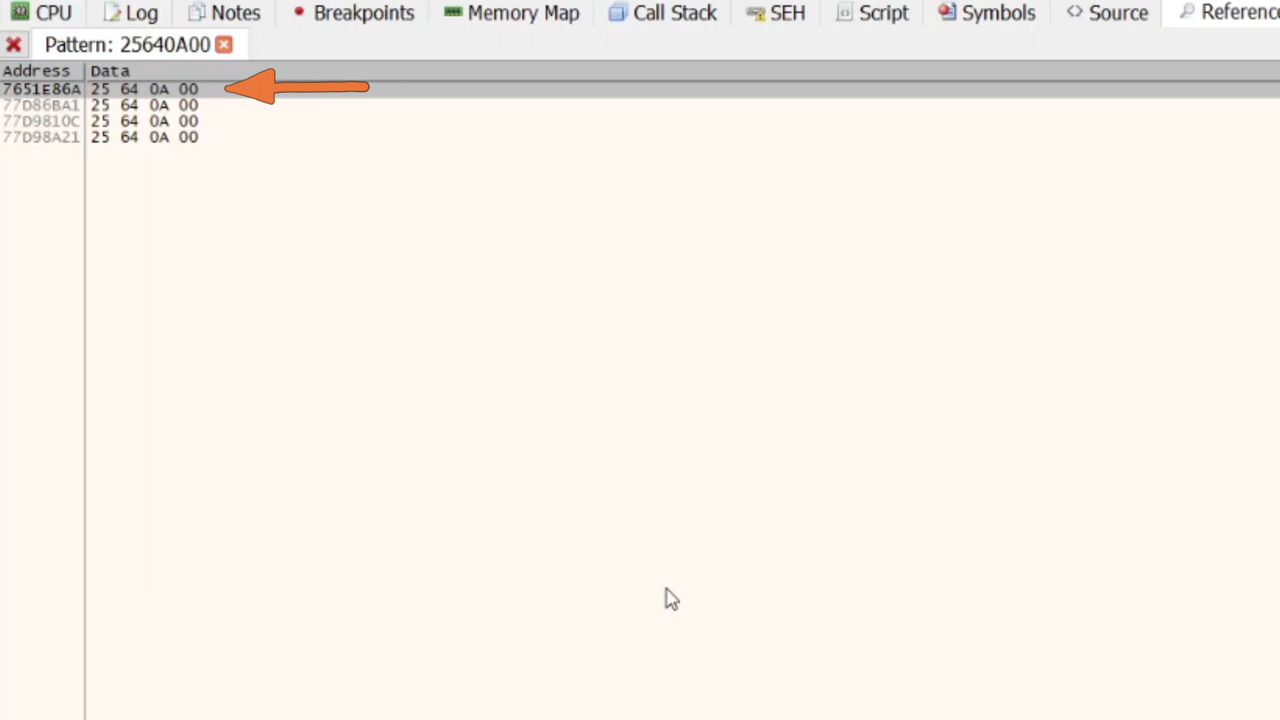 CPU Log Notes Breakpoints Memory Map Call Stack SEH Script Symbols Source Referenc
Pattern: 25640A00
Address Data
7651E86A 25 64 0A 00
77D86BA1 25 64 0A 00
77D9810C 25 64 0A 00
77D98A21 25 64 0A 00